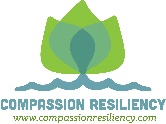 COMPASSION RESILIENCY
www.compassionresiliency.com